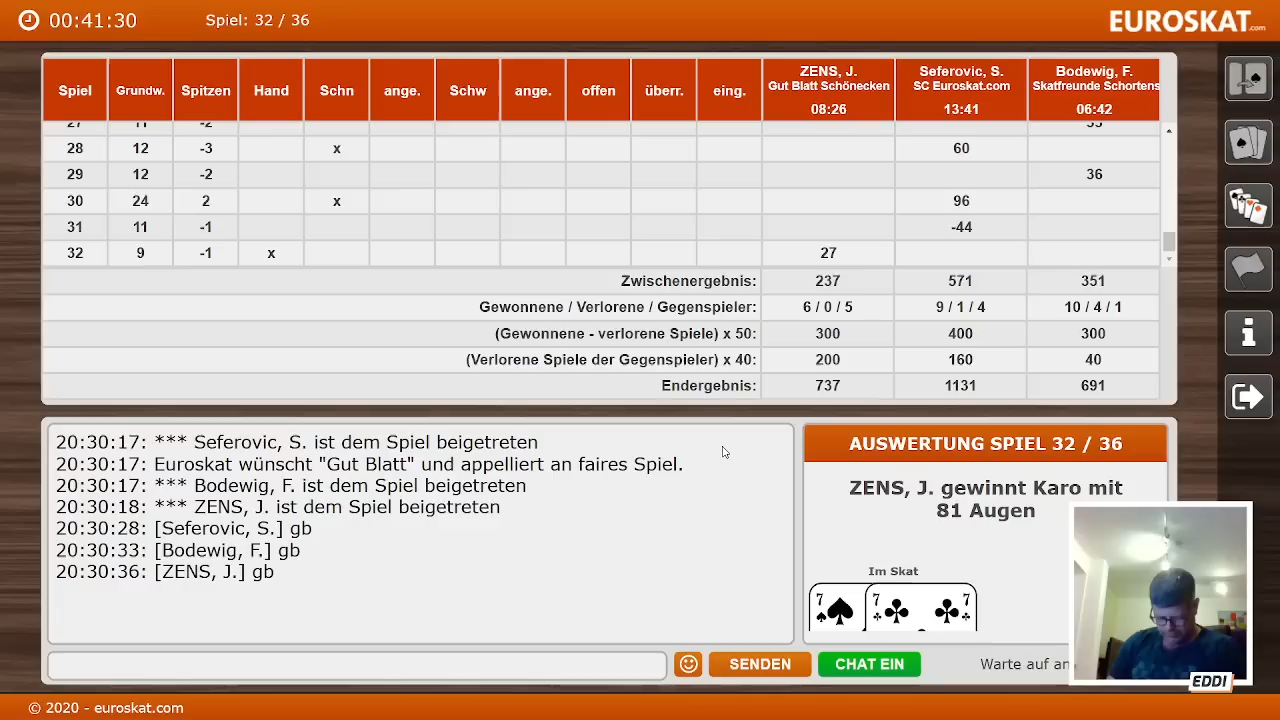 00:41:30 Spiel: 32 / 36 EUROSKAT.com
Spiel Grundw. Spitzen Hand Schn ange. Schw ange. offen überr. eing. ZENS, J. Gut Blatt Schönecken 08:26 Seferovic, S. SC Euroskat.com 13:41 Bodewig, F. Skatfreunde Schortens 06:42
27 11 -2 33
28 12 -3 x 60
29 12 -2 36
30 24 2 x 96
31 11 -1 -44
32 9 -1 x 27
Zwischenergebnis: 237 571 351
Gewonnene / Verlorene / Gegenspieler: 6 / 0 / 5 9 / 1 / 4 10 / 4 / 1
(Gewonnene - verlorene Spiele) x 50: 300 400 300
(Verlorene Spiele der Gegenspieler) x 40: 200 160 40
Endergebnis: 737 1131 691
20:30:17: *** Seferovic, S. ist dem Spiel beigetreten
20:30:17: Euroskat wünscht "Gut Blatt" und appelliert an faires Spiel.
20:30:17: *** Bodewig, F. ist dem Spiel beigetreten
20:30:18: *** ZENS, J. ist dem Spiel beigetreten
20:30:28: [Seferovic, S.] gb
20:30:33: [Bodewig, F.] gb
20:30:36: [ZENS, J.] gb
AUSWERTUNG SPIEL 32 / 36
ZENS, J. gewinnt Karo mit
81 Augen
Im Skat
7 7 7
SENDEN CHAT EIN Warte auf an
EDDI
© 2020 - euroskat.com